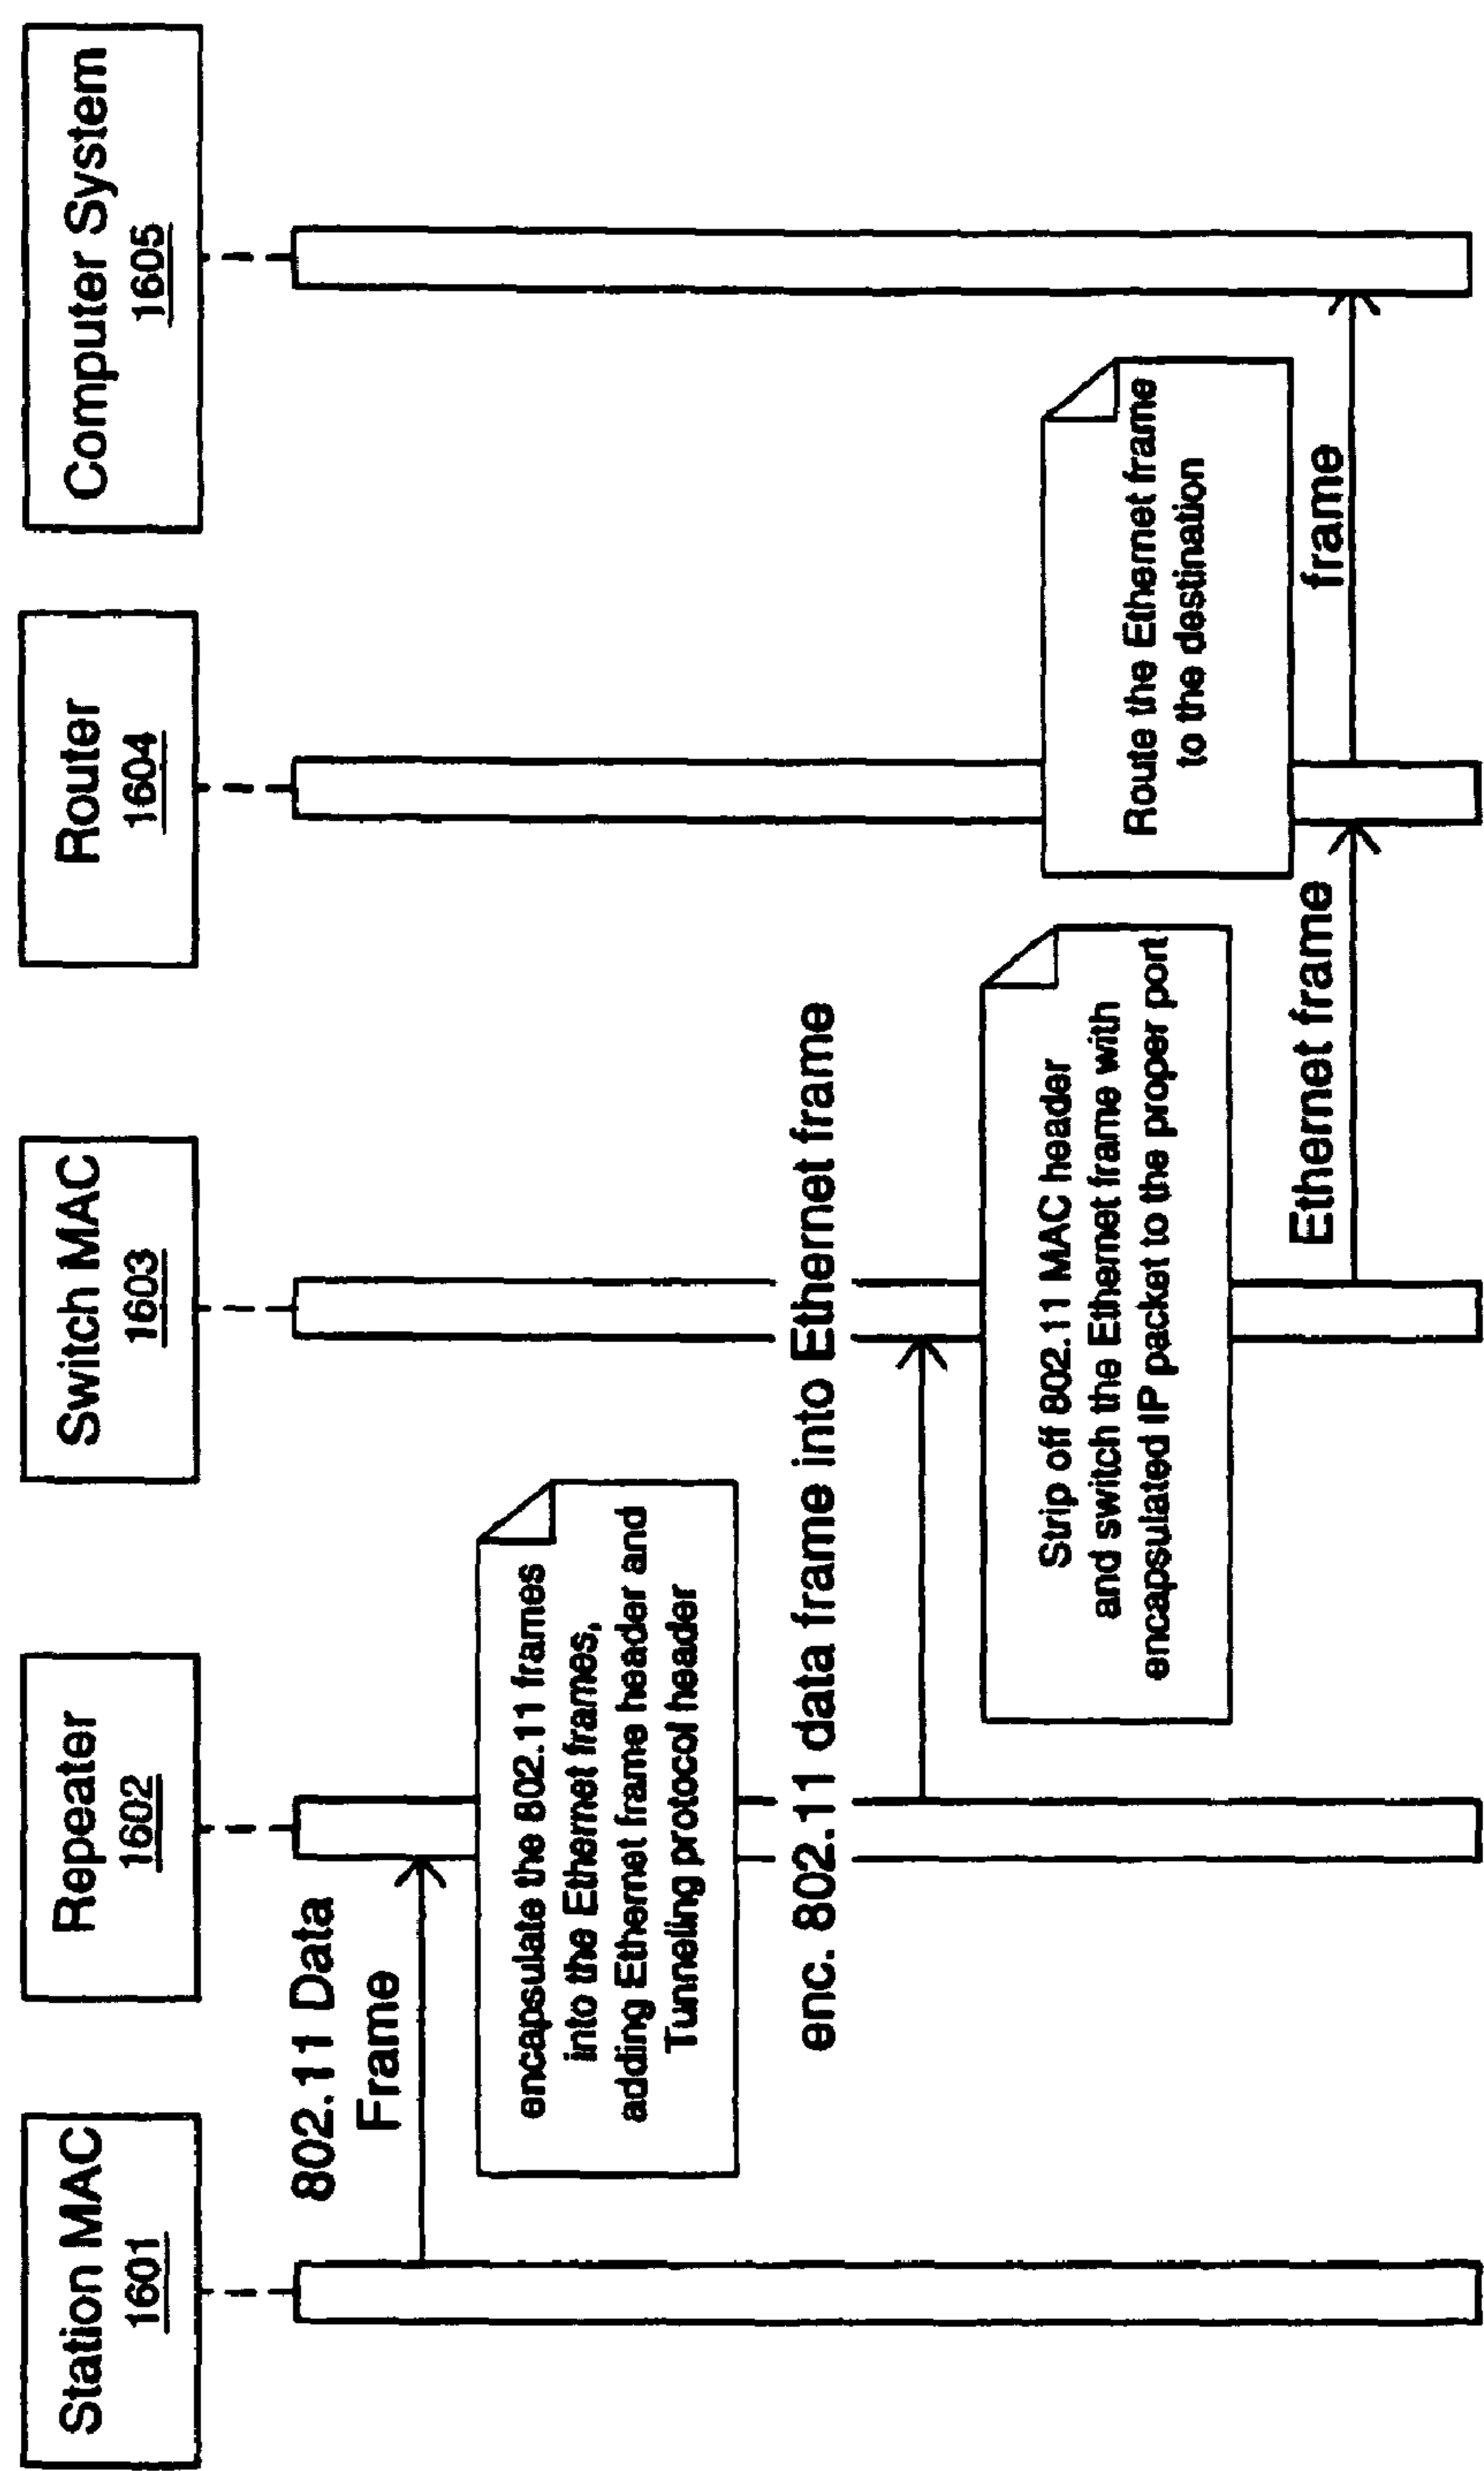 Station MAC
1601
Repeater
1602
Switch MAC
1603
Router
1604
Computer System
1605
802.11 Data
Frame
encapsulate the 802.11 frames
into the Ethernet frames,
adding Ethernet frame header and
Tunneling protocol header
enc. 802.11 data frame into Ethernet frame
Strip off 802.11 MAC header
and switch the Ethernet frame with
encapsulated IP packet to the proper port
Ethernet frame
Route the Ethernet frame
to the destination
frame